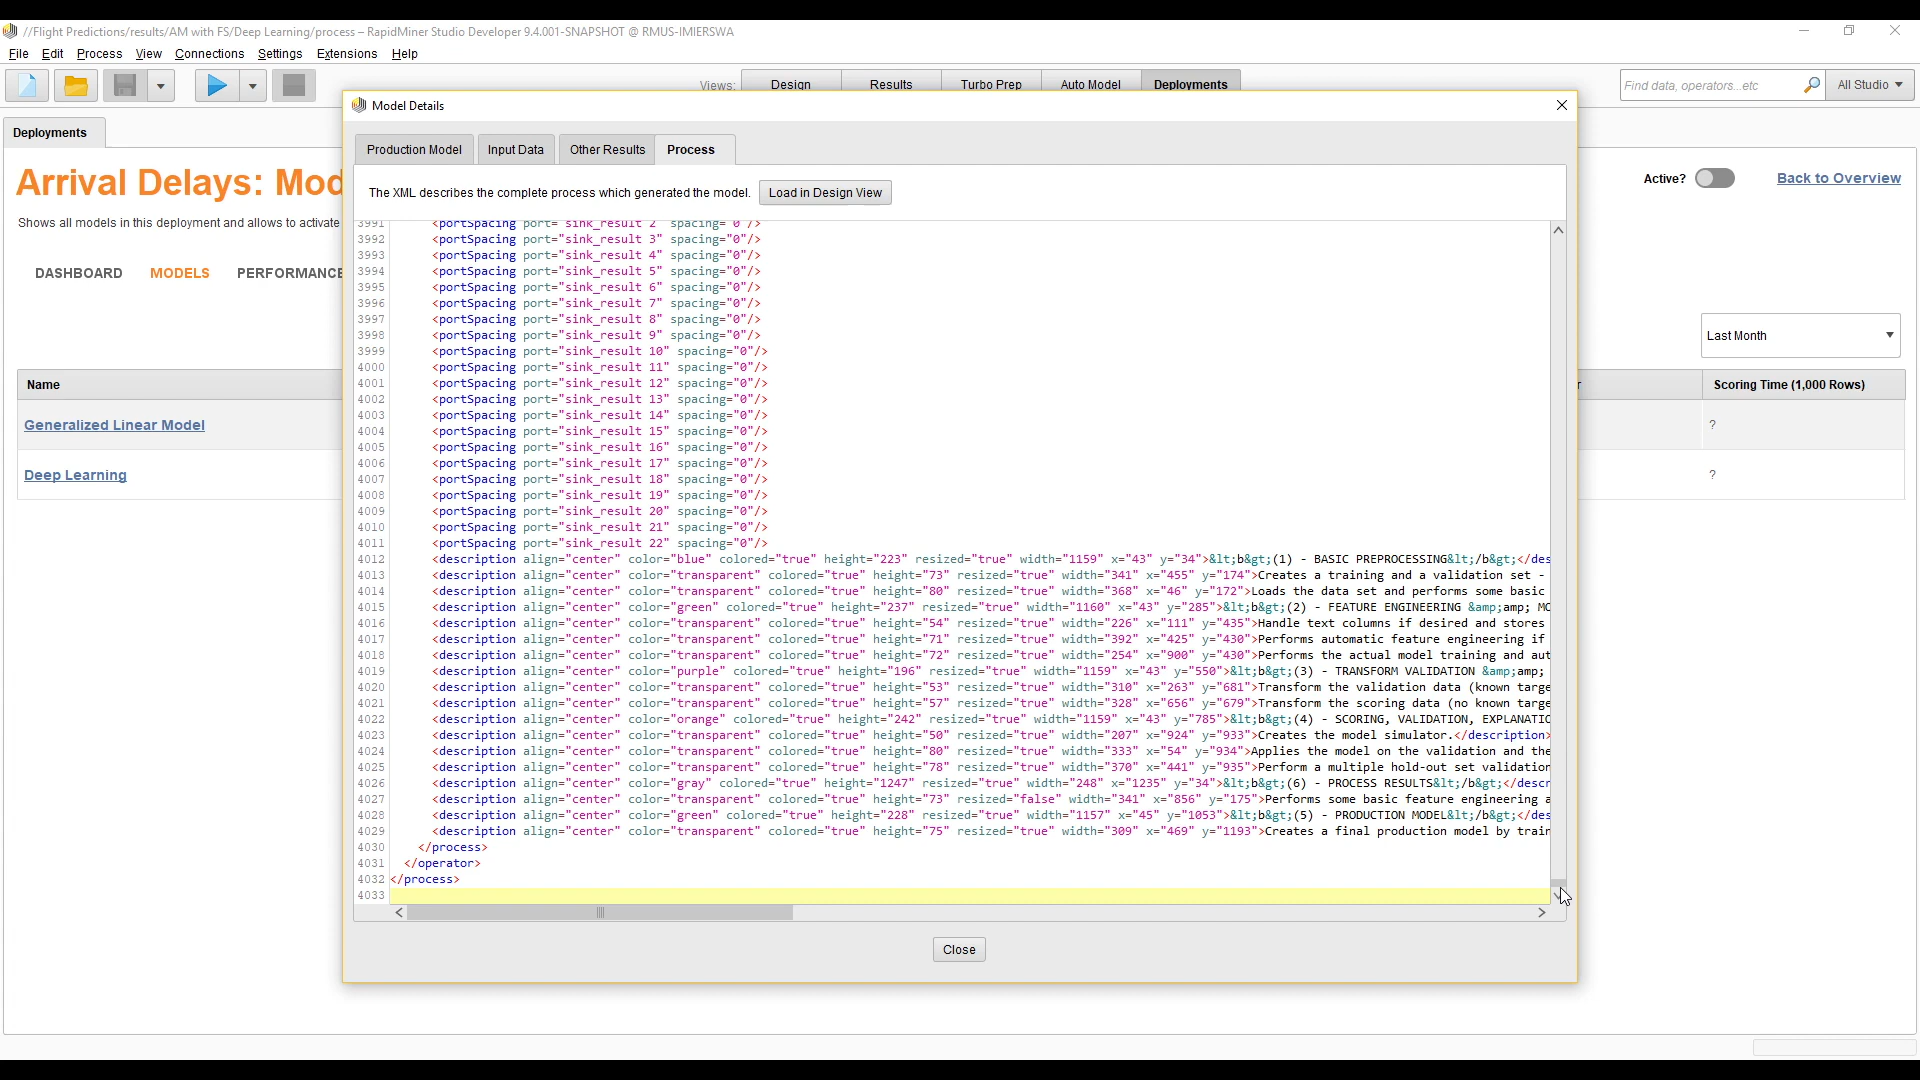 //Flight Predictions/results/AM with FS/Deep Learning/process – RapidMiner Studio Developer 9.4.001-SNAPSHOT @ RMUS-IMIERSWA
File Edit Process View Connections Settings Extensions Help
Views: Design Results Turbo Prep Auto Model Deployments
Find data, operators...etc All Studio
Deployments
Arrival Delays: Mod
Shows all models in this deployment and allows to activate
Active? Back to Overview
DASHBOARD MODELS PERFORMANCE
Last Month
Name
r Scoring Time (1,000 Rows)
Generalized Linear Model ?
Deep Learning ?
Model Details
Production Model Input Data Other Results Process
The XML describes the complete process which generated the model. Load in Design View
3991 <portSpacing port="sink_result 2" spacing="0"/>
3992 <portSpacing port="sink_result 3" spacing="0"/>
3993 <portSpacing port="sink_result 4" spacing="0"/>
3994 <portSpacing port="sink_result 5" spacing="0"/>
3995 <portSpacing port="sink_result 6" spacing="0"/>
3996 <portSpacing port="sink_result 7" spacing="0"/>
3997 <portSpacing port="sink_result 8" spacing="0"/>
3998 <portSpacing port="sink_result 9" spacing="0"/>
3999 <portSpacing port="sink_result 10" spacing="0"/>
4000 <portSpacing port="sink_result 11" spacing="0"/>
4001 <portSpacing port="sink_result 12" spacing="0"/>
4002 <portSpacing port="sink_result 13" spacing="0"/>
4003 <portSpacing port="sink_result 14" spacing="0"/>
4004 <portSpacing port="sink_result 15" spacing="0"/>
4005 <portSpacing port="sink_result 16" spacing="0"/>
4006 <portSpacing port="sink_result 17" spacing="0"/>
4007 <portSpacing port="sink_result 18" spacing="0"/>
4008 <portSpacing port="sink_result 19" spacing="0"/>
4009 <portSpacing port="sink_result 20" spacing="0"/>
4010 <portSpacing port="sink_result 21" spacing="0"/>
4011 <portSpacing port="sink_result 22" spacing="0"/>
4012 <description align="center" color="blue" colored="true" height="223" resized="true" width="1159" x="43" y="34">&lt;b&gt;(1) - BASIC PREPROCESSING&lt;/b&gt;</des
4013 <description align="center" color="transparent" colored="true" height="73" resized="true" width="341" x="455" y="174">Creates a training and a validation set -
4014 <description align="center" color="transparent" colored="true" height="80" resized="true" width="368" x="46" y="172">Loads the data set and performs some basic
4015 <description align="center" color="green" colored="true" height="237" resized="true" width="1160" x="43" y="285">&lt;b&gt;(2) - FEATURE ENGINEERING &amp;amp; MO
4016 <description align="center" color="transparent" colored="true" height="54" resized="true" width="226" x="111" y="435">Handle text columns if desired and stores
4017 <description align="center" color="transparent" colored="true" height="71" resized="true" width="392" x="425" y="430">Performs automatic feature engineering if
4018 <description align="center" color="transparent" colored="true" height="72" resized="true" width="254" x="900" y="430">Performs the actual model training and aut
4019 <description align="center" color="purple" colored="true" height="196" resized="true" width="1159" x="43" y="550">&lt;b&gt;(3) - TRANSFORM VALIDATION &amp;amp;
4020 <description align="center" color="transparent" colored="true" height="53" resized="true" width="310" x="263" y="681">Transform the validation data (known targe
4021 <description align="center" color="transparent" colored="true" height="57" resized="true" width="328" x="656" y="679">Transform the scoring data (no known targe
4022 <description align="center" color="orange" colored="true" height="242" resized="true" width="1159" x="43" y="785">&lt;b&gt;(4) - SCORING, VALIDATION, EXPLANATIO
4023 <description align="center" color="transparent" colored="true" height="50" resized="true" width="207" x="924" y="933">Creates the model simulator.</description>
4024 <description align="center" color="transparent" colored="true" height="80" resized="true" width="333" x="54" y="934">Applies the model on the validation and the
4025 <description align="center" color="transparent" colored="true" height="78" resized="true" width="370" x="441" y="935">Perform a multiple hold-out set validation
4026 <description align="center" color="gray" colored="true" height="1247" resized="true" width="248" x="1235" y="34">&lt;b&gt;(6) - PROCESS RESULTS&lt;/b&gt;</descr
4027 <description align="center" color="transparent" colored="true" height="73" resized="false" width="341" x="856" y="175">Performs some basic feature engineering a
4028 <description align="center" color="green" colored="true" height="228" resized="true" width="1157" x="45" y="1053">&lt;b&gt;(5) - PRODUCTION MODEL&lt;/b&gt;</des
4029 <description align="center" color="transparent" colored="true" height="75" resized="true" width="309" x="469" y="1193">Creates a final production model by train
4030 </process>
4031 </operator>
4032 </process>
4033
Close